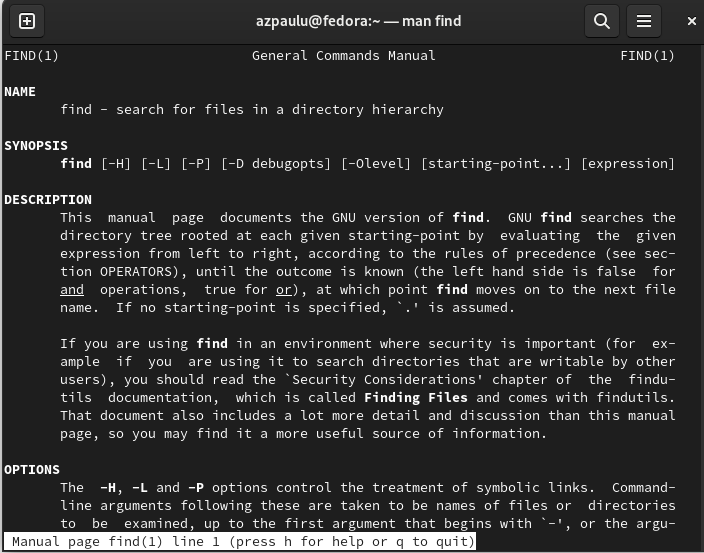 azpaulu@fedora:~ — man find
FIND(1) General Commands Manual FIND(1)
NAME
find - search for files in a directory hierarchy
SYNOPSIS
find [-H] [-L] [-P] [-D debugopts] [-Olevel] [starting-point...] [expression]
DESCRIPTION
This manual page documents the GNU version of find. GNU find searches the
directory tree rooted at each given starting-point by evaluating the given
expression from left to right, according to the rules of precedence (see sec‐
tion OPERATORS), until the outcome is known (the left hand side is false for
and operations, true for or), at which point find moves on to the next file
name. If no starting-point is specified, `.' is assumed.
If you are using find in an environment where security is important (for ex‐
ample if you are using it to search directories that are writable by other
users), you should read the `Security Considerations' chapter of the findu‐
tils documentation, which is called Finding Files and comes with findutils.
That document also includes a lot more detail and discussion than this manual
page, so you may find it a more useful source of information.
OPTIONS
The -H, -L and -P options control the treatment of symbolic links. Command-
line arguments following these are taken to be names of files or directories
to be examined, up to the first argument that begins with `-', or the argu‐
Manual page find(1) line 1 (press h for help or q to quit)